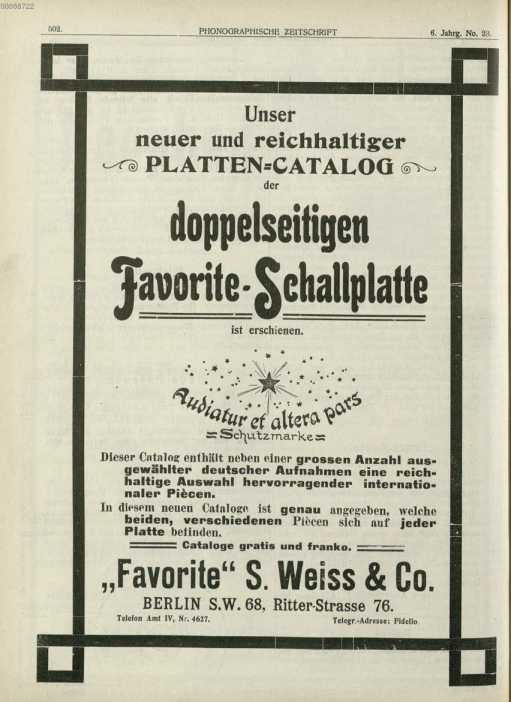 00068722
502.
PHONOGRAPHISCHE ZEITSCHRIFT
6. Jahrg. No. 23.
Unser
neuer und reichhaltiger
PLATTEN=CATALOG
der
doppelseitigen
Favorite-Schallplatte
ist erschienen.
Audiatur et altera pars
=Schutzmarke=
Dieser Catalog enthält neben einer grossen Anzahl aus-
gewählter deutscher Aufnahmen eine reich-
haltige Auswahl hervorragender internatio-
naler Piècen.
In diesem neuen Cataloge ist genau angegeben, welche
beiden, verschiedenen Piècen sich auf jeder
Platte befinden.
Cataloge gratis und franko.
„Favorite“ S. Weiss & Co.
BERLIN S.W. 68, Ritter-Strasse 76.
Telefon Amt IV, Nr. 4627.
Telegr.-Adresse: Fidelio